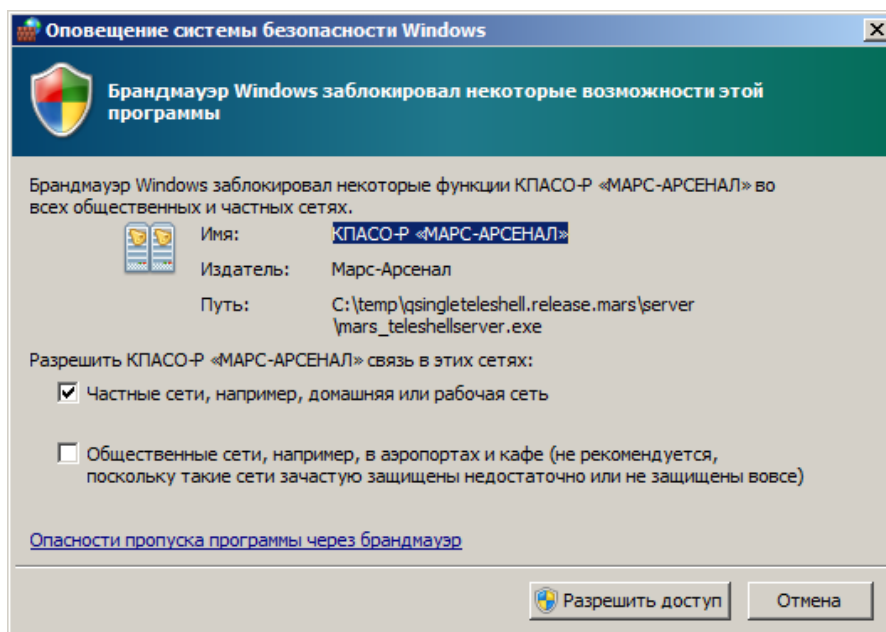 Оповещение системы безопасности Windows
Брандмауэр Windows заблокировал некоторые возможности этой
программы
Брандмауэр Windows заблокировал некоторые функции КПАСО-Р «МАРС-АРСЕНАЛ» во
всех общественных и частных сетях.
Имя: КПАСО-Р «МАРС-АРСЕНАЛ»
Издатель: Марс-Арсенал
Путь: C:\temp\qsingleteleshell.release.mars\server
\mars_teleshellserver.exe
Разрешить КПАСО-Р «МАРС-АРСЕНАЛ» связь в этих сетях:
Частные сети, например, домашняя или рабочая сеть
Общественные сети, например, в аэропортах и кафе (не рекомендуется,
поскольку такие сети зачастую защищены недостаточно или не защищены вовсе)
Опасности пропуска программы через брандмауэр
Разрешить доступ Отмена